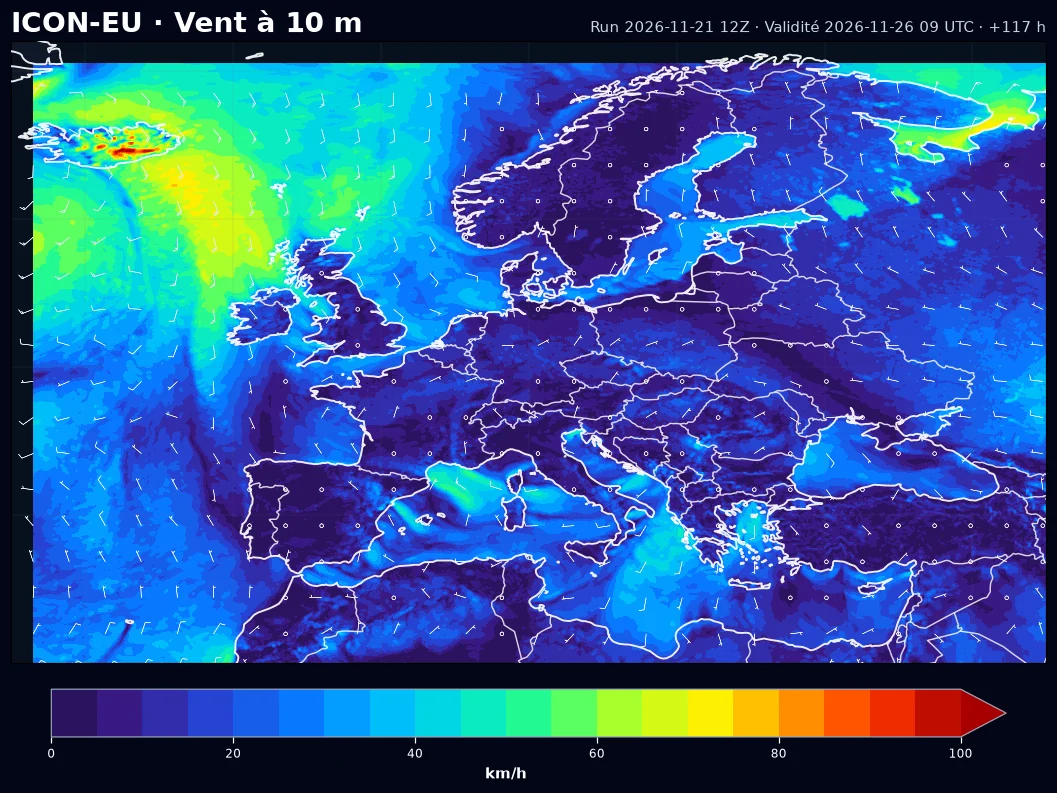 ICON-EU · Vent à 10 m
Run 2026-11-21 12Z · Validité 2026-11-26 09 UTC · +117 h
0 20 40 60 80 100
km/h